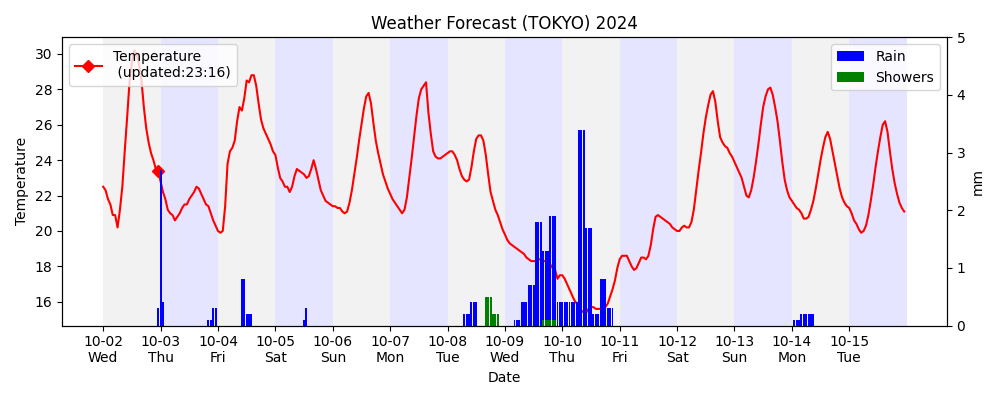 Weather Forecast (TOKYO) 2024
Temperature
(updated:23:16)
Rain
Showers
Temperature
30
28
26
24
22
20
18
16
5
4
3
2
1
0
mm
10-02 10-03 10-04 10-05 10-06 10-07 10-08 10-09 10-10 10-11 10-12 10-13 10-14 10-15
Wed Thu Fri Sat Sun Mon Tue Wed Thu Fri Sat Sun Mon Tue
Date